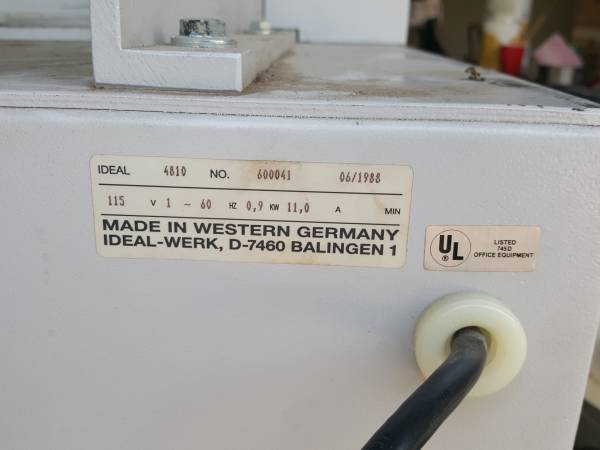 IDEAL 4810 NO. 600041 06/1988
115 V 1 ~ 60 HZ 0,9 KW 11,0 A MIN
MADE IN WESTERN GERMANY
IDEAL-WERK, D-7460 BALINGEN 1
UL ®
LISTED
745D
OFFICE EQUIPMENT